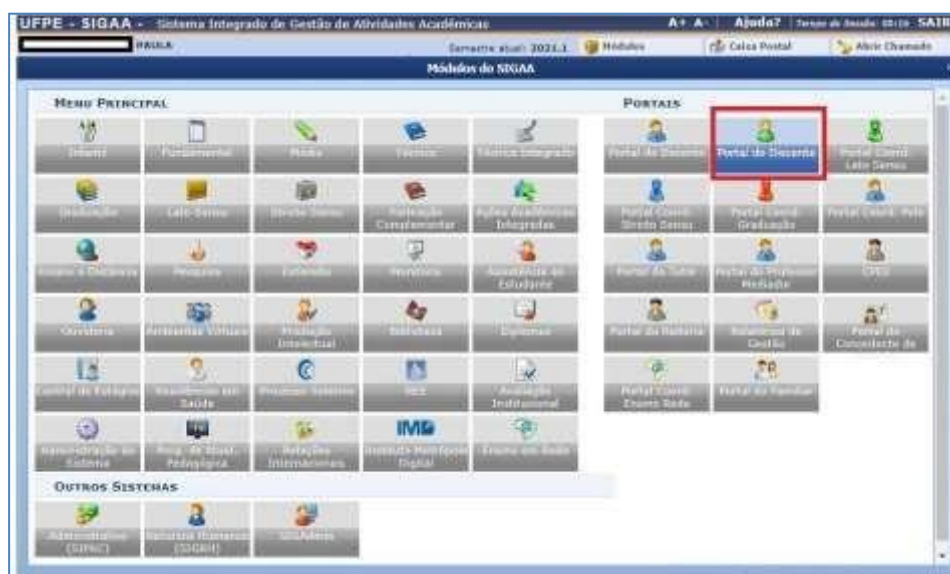 UFPE - SIGAA - Sistema Integrado de Gestão de Atividades Acadêmicas A+ A- Ajuda? SAIR
PAULA Semestre atual: 2021.1 Módulos Caixa Postal Abrir Chamado
Módulos do SIGAA
MENU PRINCIPAL PORTAIS
Infantil Fundamental Médio Técnico Técnico Integrado Portal do Docente Portal do Discente Portal Coord. Lato Sensu
Graduação Lato Sensu Stricto Sensu Formação Complementar Ações Acadêmicas Integradas Portal Coord. Stricto Sensu Portal Coord. Graduação Portal Coord. Polo
Ensino a Distância Pesquisa Extensão Monitoria Assistência ao Estudante Portal do Tutor Portal do Professor Mediador CPDI
Ouvidoria Ambientes Virtuais Produção Intelectual Biblioteca Diplomas Portal da Reitoria Relatórios de Gestão Portal do Concedente de
Residências em Saúde Processo Seletivo NEE Avaliação Institucional Portal Coord. Ensino Rede Portal do Familiar
Administração do Sistema Prog. de Atual. Pedagógica Relações Internacionais IMD Instituto Metrópole Digital Ensino em Rede
OUTROS SISTEMAS
Administrativo (SIPAC) Recursos Humanos (SIGRH) SIGAdmin